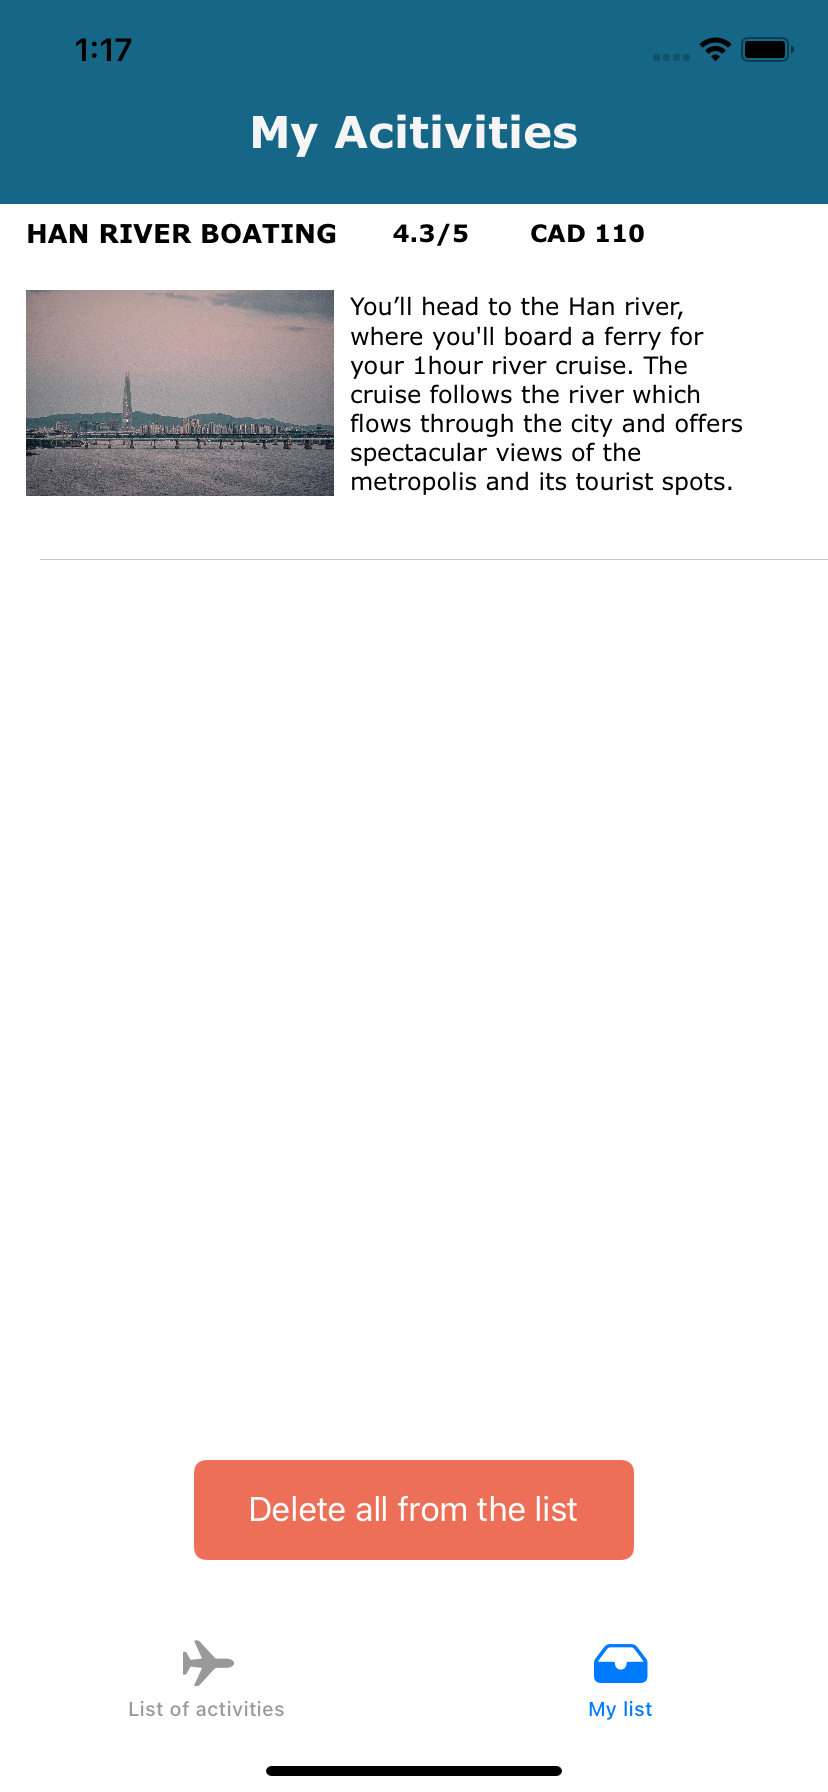 1:17
My Acitivities
HAN RIVER BOATING 4.3/5 CAD 110
You’ll head to the Han river,
where you'll board a ferry for
your 1hour river cruise. The
cruise follows the river which
flows through the city and offers
spectacular views of the
metropolis and its tourist spots.
Delete all from the list
List of activities My list